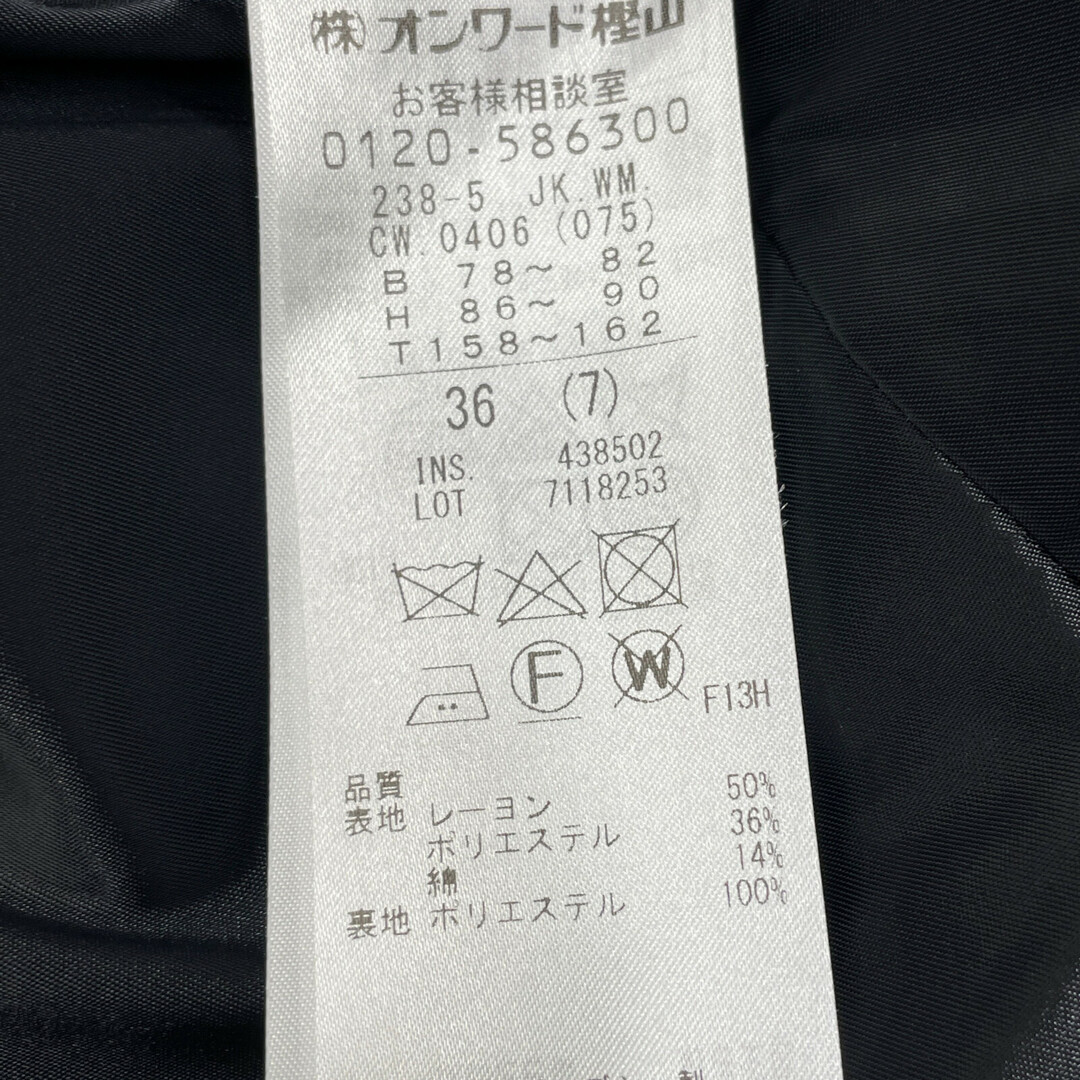 (株)オンワード樫山
お客様相談室
0120-586300
238-5 JK.WM.
CW.0406 (075)
B 78~ 82
H 86~ 90
T158~162
36 (7)
INS. 438502
LOT 7118253
F
W
F13H
品質
表地 レーヨン 50%
ポリエステル 36%
綿 14%
裏地 ポリエステル 100%